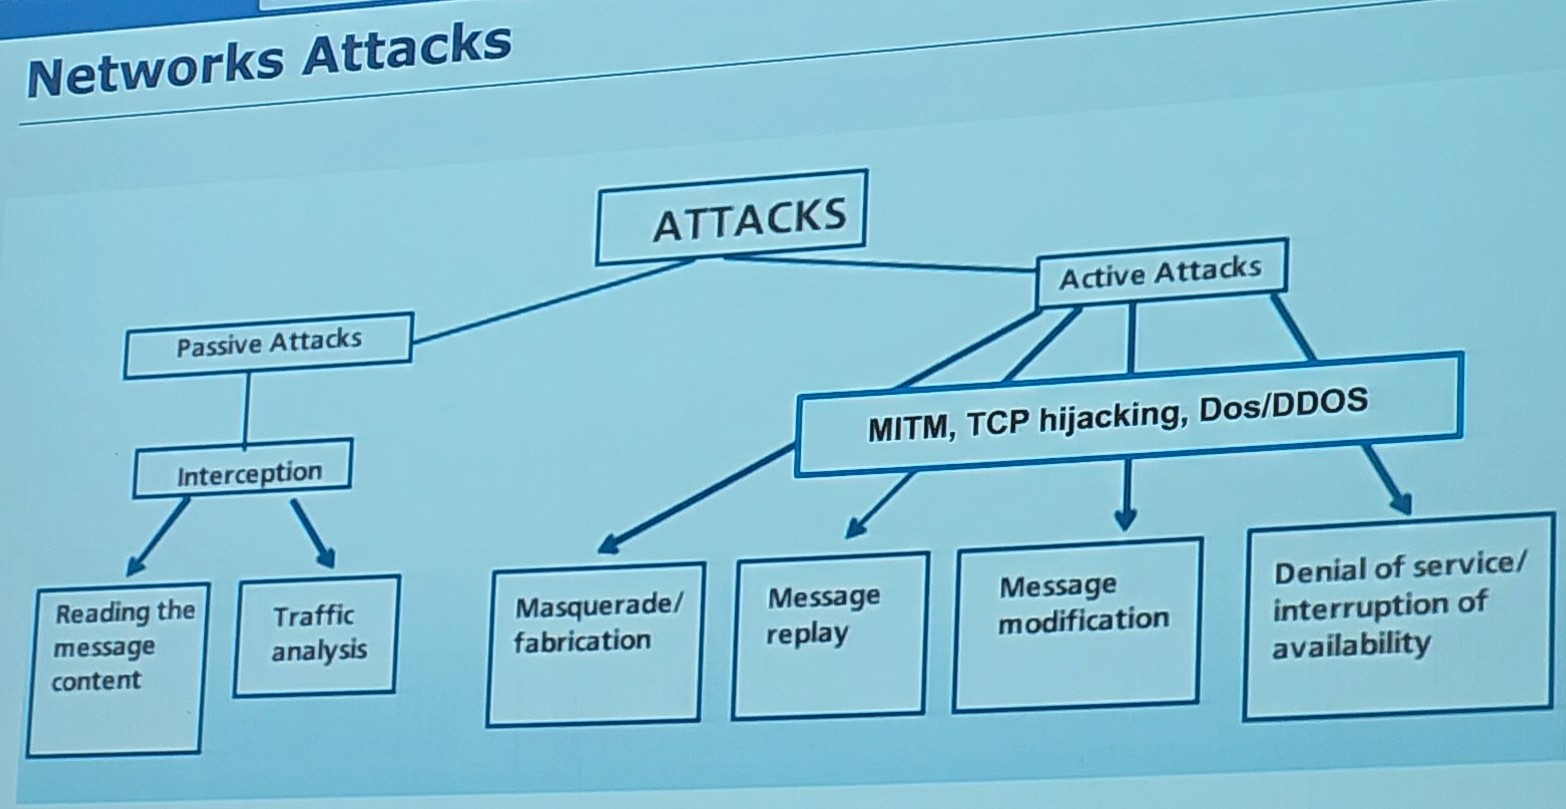 Networks Attacks
ATTACKS
Active Attacks
Passive Attacks
MITM, TCP hijacking, Dos/DDOS
Interception
Reading the
message
content
Traffic
analysis
Masquerade/
fabrication
Message
replay
Message
modification
Denial of service/
interruption of
availability